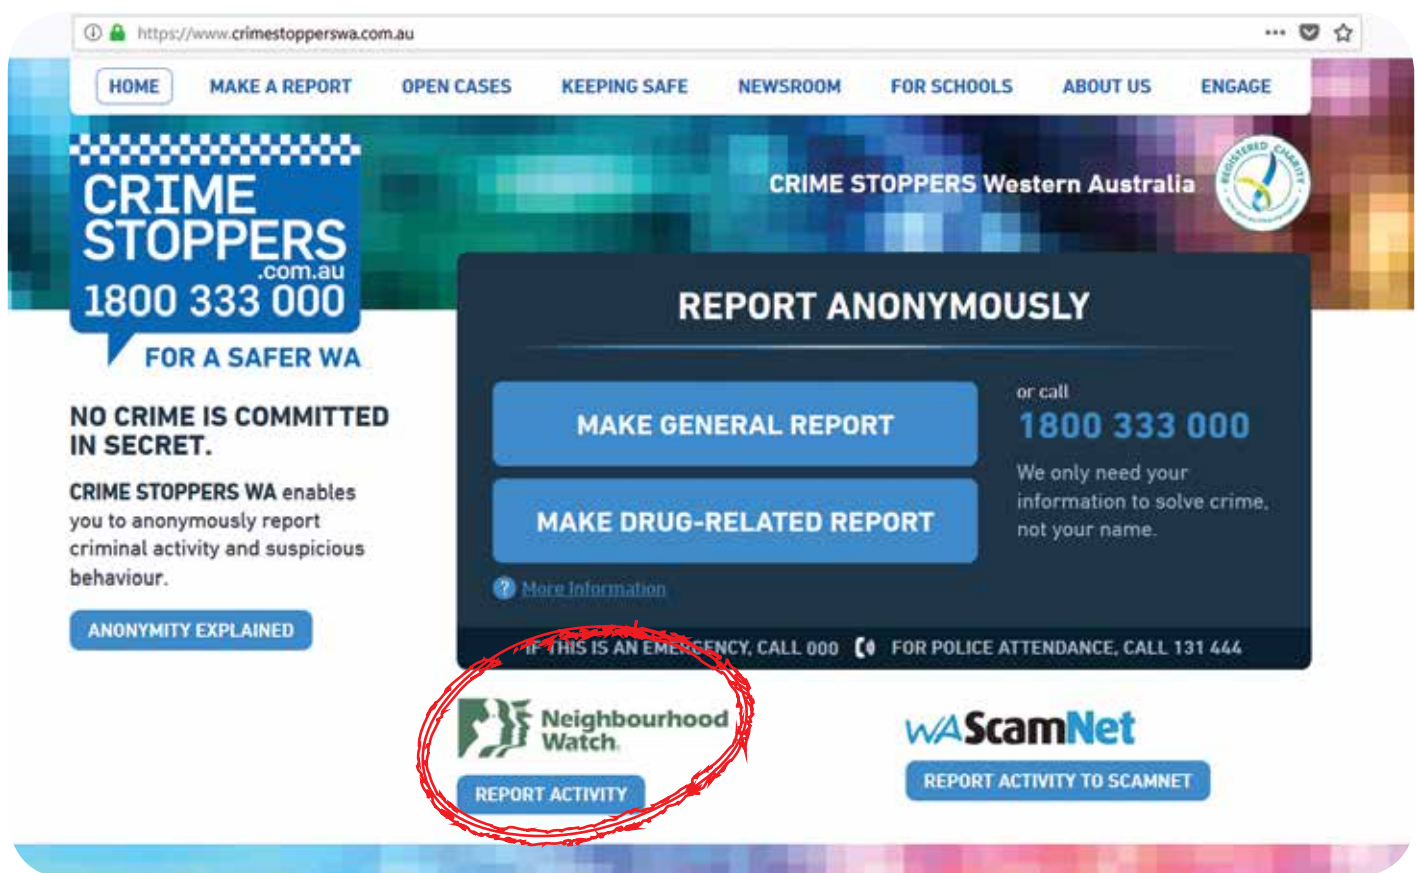 https://www.crimestopperswa.com.au
HOME MAKE A REPORT OPEN CASES KEEPING SAFE NEWSROOM FOR SCHOOLS ABOUT US ENGAGE
CRIME
STOPPERS
.com.au
1800 333 000
FOR A SAFER WA
CRIME STOPPERS Western Australia
REGISTERED CHARITY
NO CRIME IS COMMITTED
IN SECRET.
CRIME STOPPERS WA enables
you to anonymously report
criminal activity and suspicious
behaviour.
ANONYMITY EXPLAINED
REPORT ANONYMOUSLY
MAKE GENERAL REPORT
MAKE DRUG-RELATED REPORT
? More Information
or call
1800 333 000
We only need your
information to solve crime,
not your name.
IF THIS IS AN EMERGENCY, CALL 000 FOR POLICE ATTENDANCE, CALL 131 444
Neighbourhood
Watch
REPORT ACTIVITY
WAScamNet
REPORT ACTIVITY TO SCAMNET